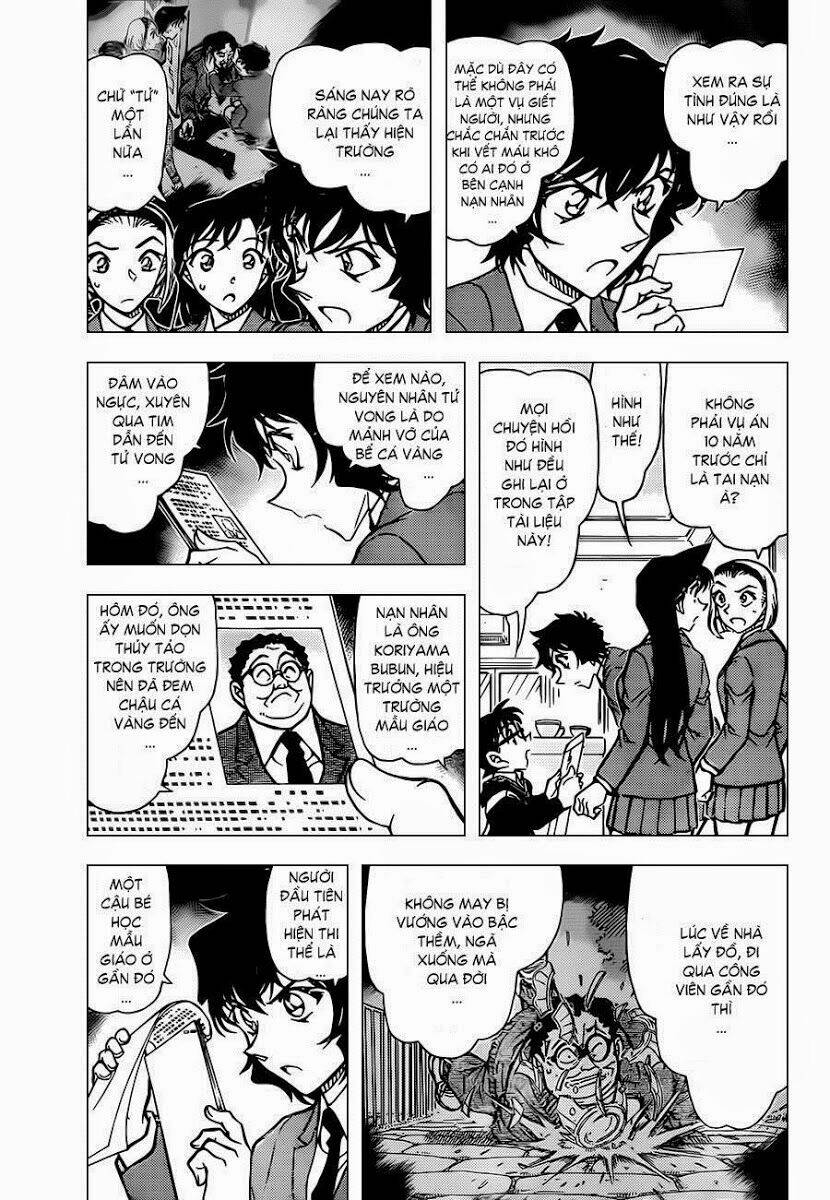 XEM RA SỰ
TÌNH ĐÚNG LÀ
NHƯ VẬY RỒI
...
MẶC DÙ ĐÂY CÓ
THỂ KHÔNG PHẢI
LÀ MỘT VỤ GIẾT
NGƯỜI, NHƯNG
CHẮC CHẮN TRƯỚC
KHI VẾT MÁU KHÔ
CÓ AI ĐÓ Ở
BÊN CẠNH
NẠN NHÂN
...
SÁNG NAY RÕ
RÀNG CHÚNG TA
LẠI THẤY HIỆN
TRƯỜNG
...
CHỮ "TỬ"
MỘT
LẦN
NỮA
...
KHÔNG
PHẢI VỤ ÁN
10 NĂM
TRƯỚC CHỈ
LÀ TAI NẠN
À?
HÌNH
NHƯ
THẾ!
MỌI
CHUYỆN HỒI
ĐÓ HÌNH
NHƯ ĐỀU
GHI LẠI Ở
TRONG TẬP
TÀI LIỆU
NÀY!
ĐỂ XEM NÀO,
NGUYÊN NHÂN TỬ
VONG LÀ DO
MẢNH VỠ CỦA
BỂ CÁ VÀNG
...
ĐÂM VÀO
NGỰC, XUYÊN
QUA TIM
DẪN ĐẾN
TỬ VONG
...
NẠN NHÂN
LÀ ÔNG
KORIYAMA
BUBUN, HIỆU
TRƯỞNG MỘT
TRƯỜNG
MẪU GIÁO
...
HÔM ĐÓ, ÔNG
ẤY MUỐN DỌN
THỦY TẢO
TRONG TRƯỜNG
NÊN ĐÃ ĐEM
CHẬU CÁ
VÀNG ĐẾN
...
LÚC VỀ NHÀ
LẤY ĐỒ, ĐI
QUA CÔNG
VIÊN GẦN ĐÓ
THÌ
...
KHÔNG MAY BỊ
VƯỚNG VÀO BẬC
THỀM, NGÃ
XUỐNG MÀ
QUA ĐỜI
...
NGƯỜI
ĐẦU TIÊN
PHÁT
HIỆN THI
THỂ LÀ
...
MỘT
CẬU BÉ
HỌC
MẪU
GIÁO Ở
GẦN ĐÓ
...